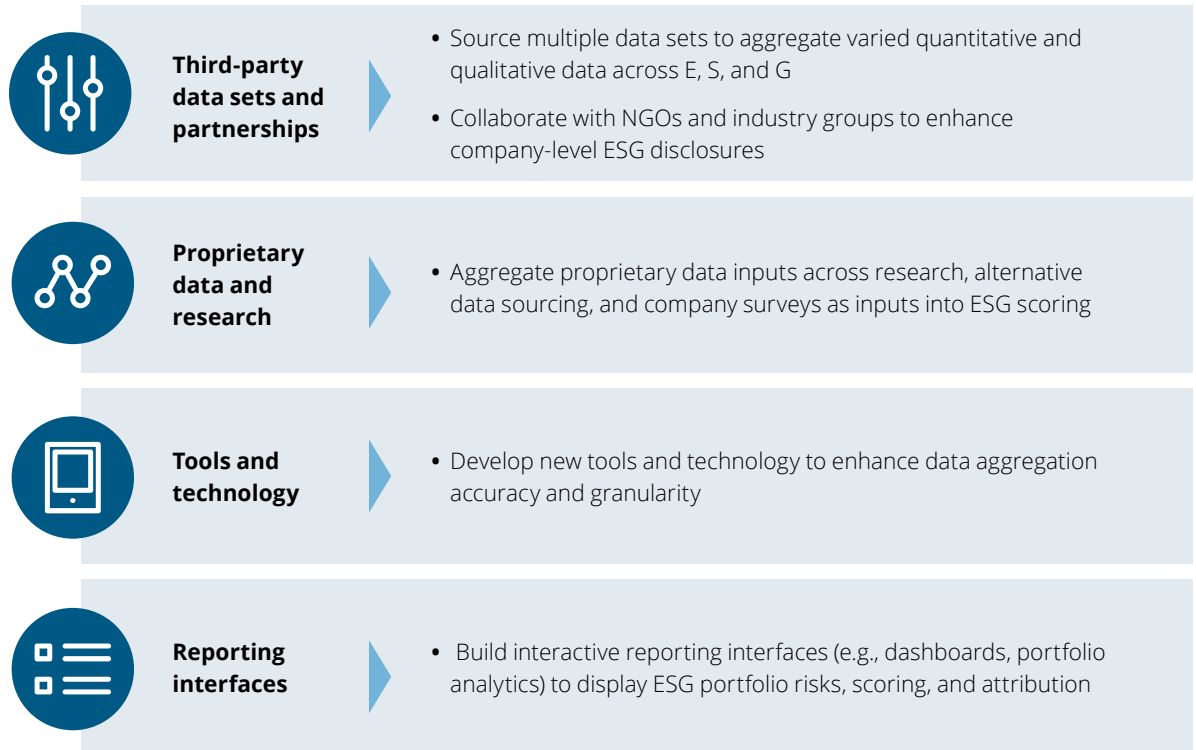 Third-party
data sets and
partnerships
• Source multiple data sets to aggregate varied quantitative and
qualitative data across E, S, and G
• Collaborate with NGOs and industry groups to enhance
company-level ESG disclosures
Proprietary
data and
research
• Aggregate proprietary data inputs across research, alternative
data sourcing, and company surveys as inputs into ESG scoring
Tools and
technology
• Develop new tools and technology to enhance data aggregation
accuracy and granularity
Reporting
interfaces
• Build interactive reporting interfaces (e.g., dashboards, portfolio
analytics) to display ESG portfolio risks, scoring, and attribution